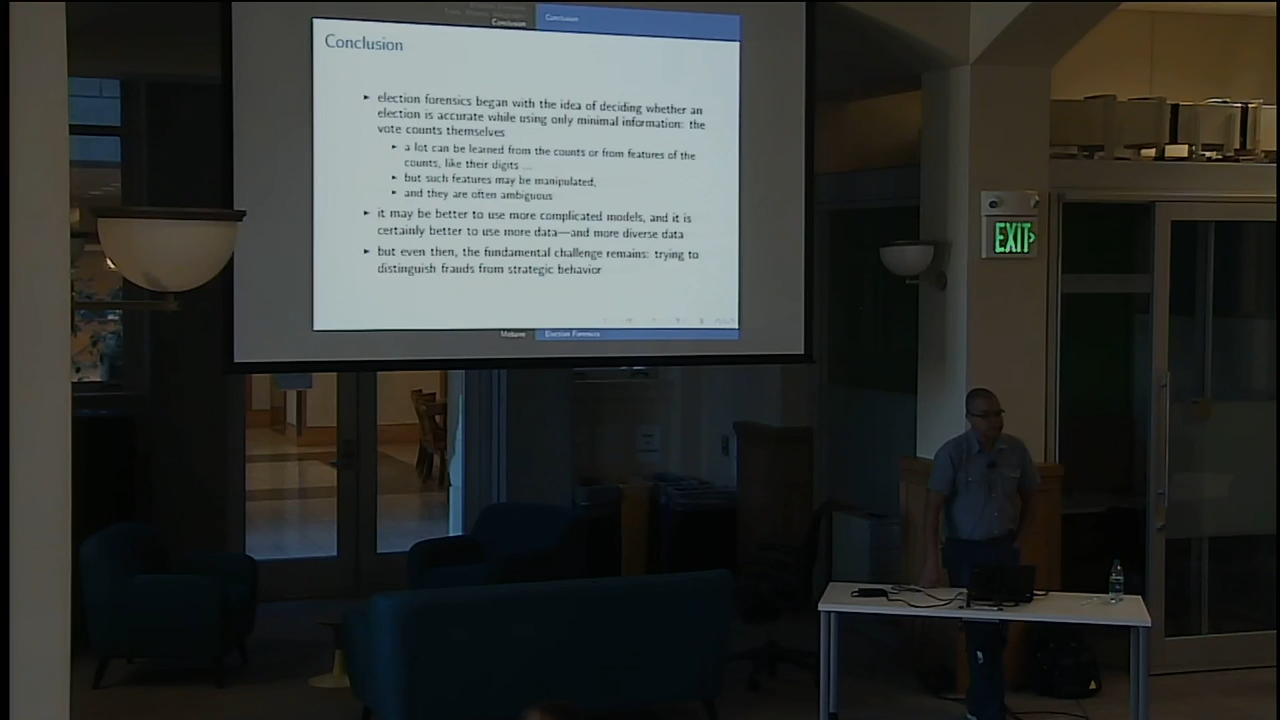 Conclusion
Conclusion
Conclusion
▸ election forensics began with the idea of deciding whether an
election is accurate while using only minimal information: the
vote counts themselves
▸ a lot can be learned from the counts or from features of the
counts, like their digits ...
▸ but such features may be manipulated,
▸ and they are often ambiguous
▸ it may be better to use more complicated models, and it is
certainly better to use more data—and more diverse data
▸ but even then, the fundamental challenge remains: trying to
distinguish frauds from strategic behavior
Mebane
Election Forensics
EXIT